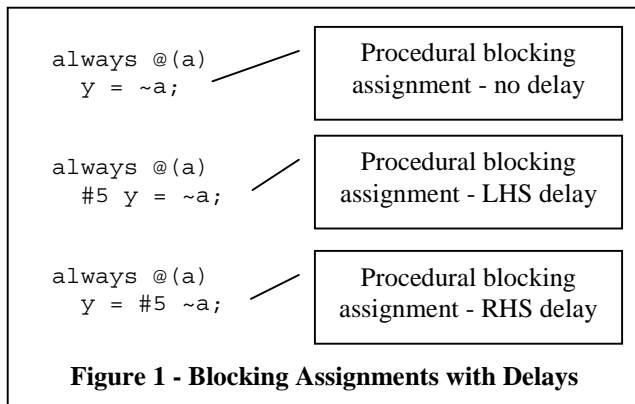 always @(a)
y = ~a;
Procedural blocking
assignment - no delay
always @(a)
#5 y = ~a;
Procedural blocking
assignment - LHS delay
always @(a)
y = #5 ~a;
Procedural blocking
assignment - RHS delay
Figure 1 - Blocking Assignments with Delays